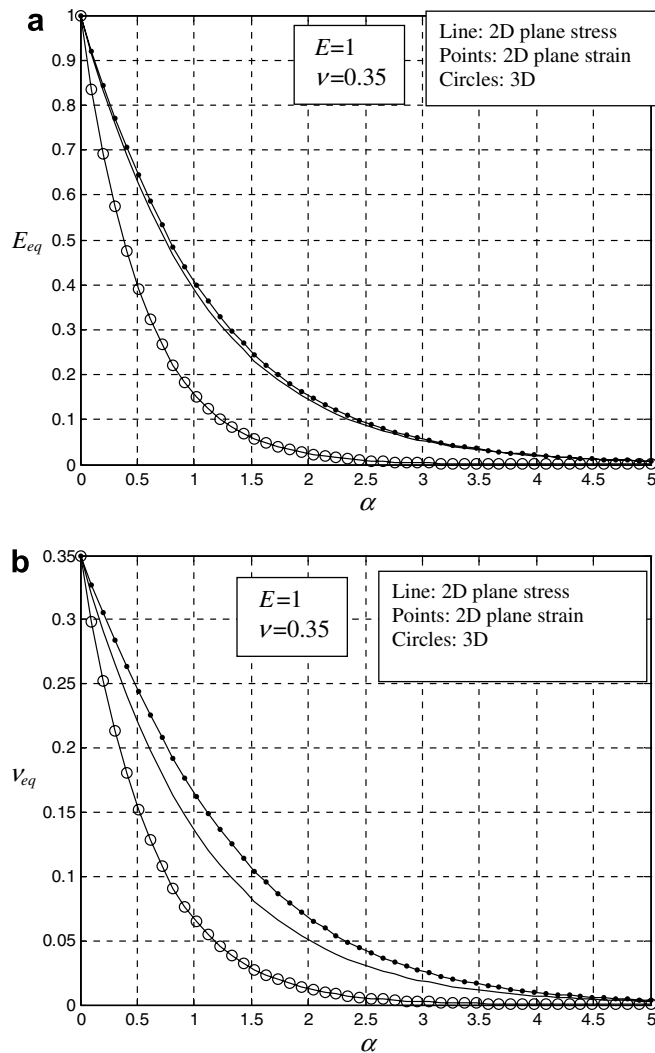 a
1
0.9
0.8
0.7
0.6
E_eq 0.5
0.4
0.3
0.2
0.1
0
E=1
ν=0.35
Line: 2D plane stress
Points: 2D plane strain
Circles: 3D
0 0.5 1 1.5 2 2.5 3 3.5 4 4.5 5
α
b
0.35
0.3
0.25
0.2
ν_eq
0.15
0.1
0.05
0
E=1
ν=0.35
Line: 2D plane stress
Points: 2D plane strain
Circles: 3D
0 0.5 1 1.5 2 2.5 3 3.5 4 4.5 5
α